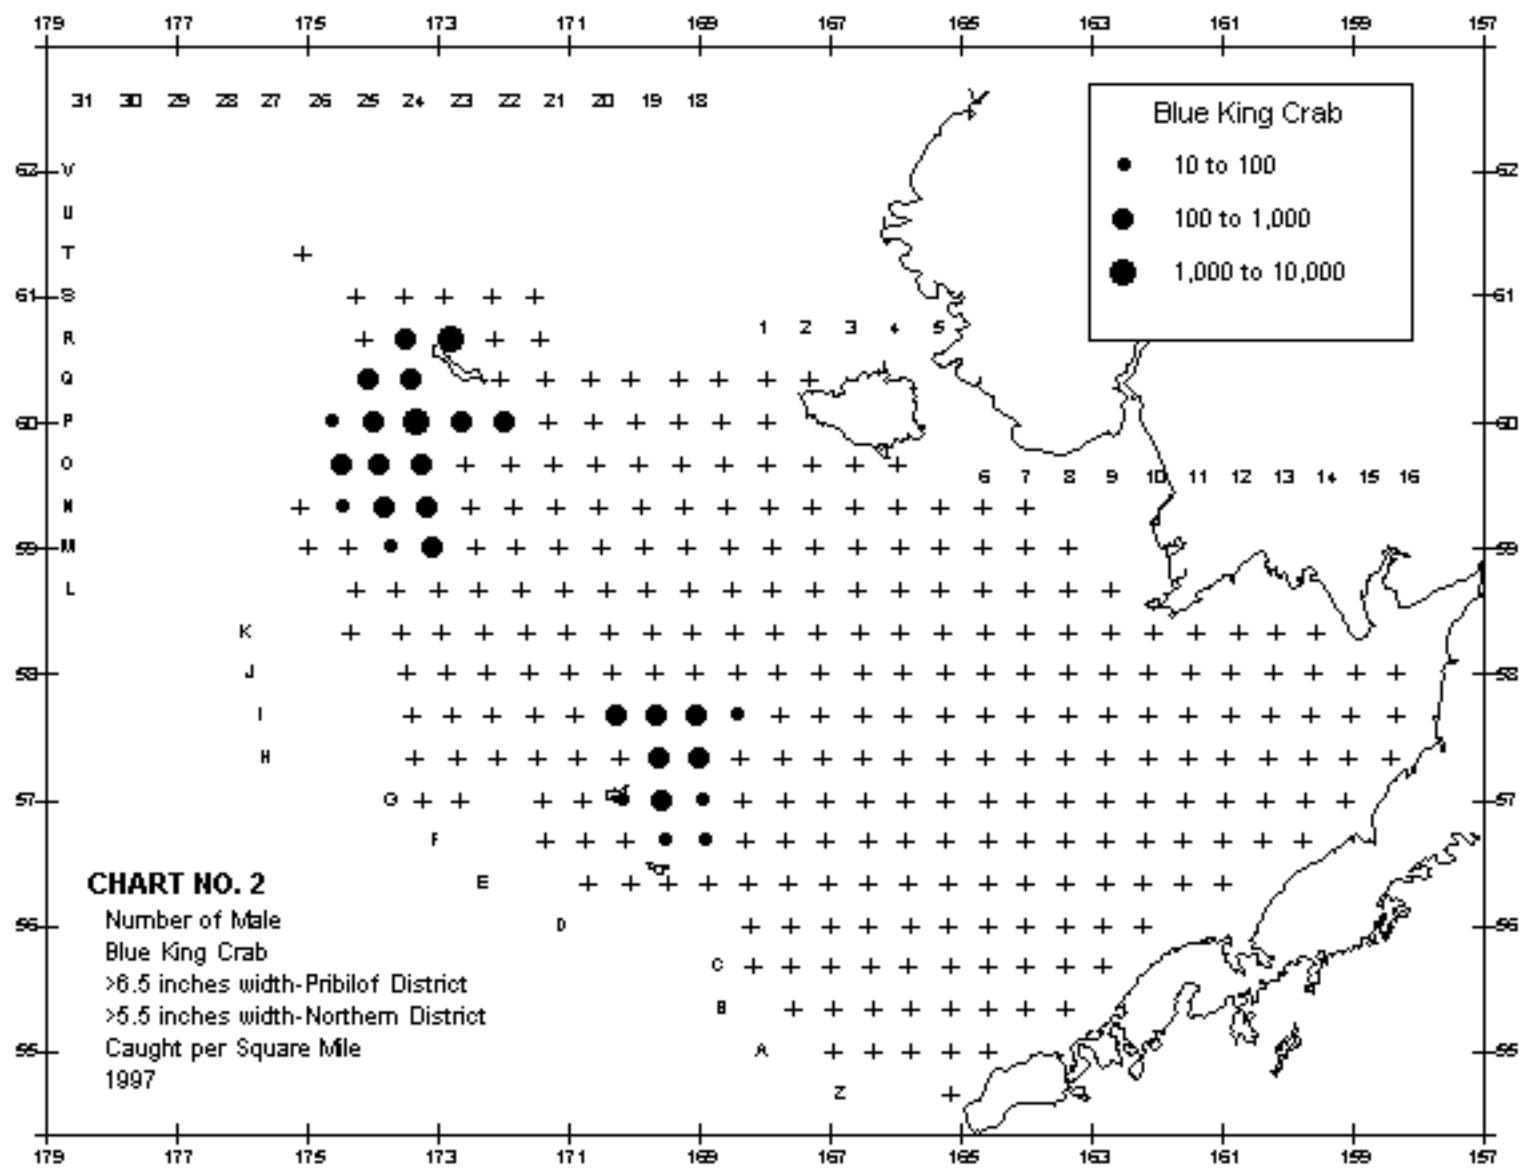 179 177 175 173 171 169 167 165 163 161 159 157
31 30 29 28 27 26 25 24 23 22 21 20 19 18
Blue King Crab
10 to 100
100 to 1,000
1,000 to 10,000
62 V 62
U
T
61 S 61
R 1 2 3 4 5
Q
60 P 60
O
6 7 8 9 10 11 12 13 14 15 16
N
59 M 59
L
K
58 J 58
I
H
57 G 57
F
E
CHART NO. 2
Number of Male
56 D 56
Blue King Crab
C
>6.5 inches width-Pribilof District
B
>5.5 inches width-Northern District
55 A 55
Caught per Square Mile
1997
Z
179 177 175 173 171 169 167 165 163 161 159 157